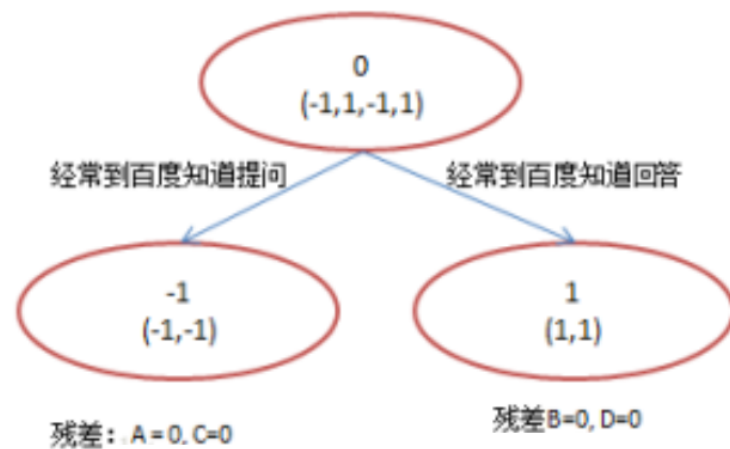 0
(-1,1,-1,1)
经常到百度知道提问
经常到百度知道回答
-1
(-1,-1)
1
(1,1)
残差：A = 0, C=0
残差B=0, D=0